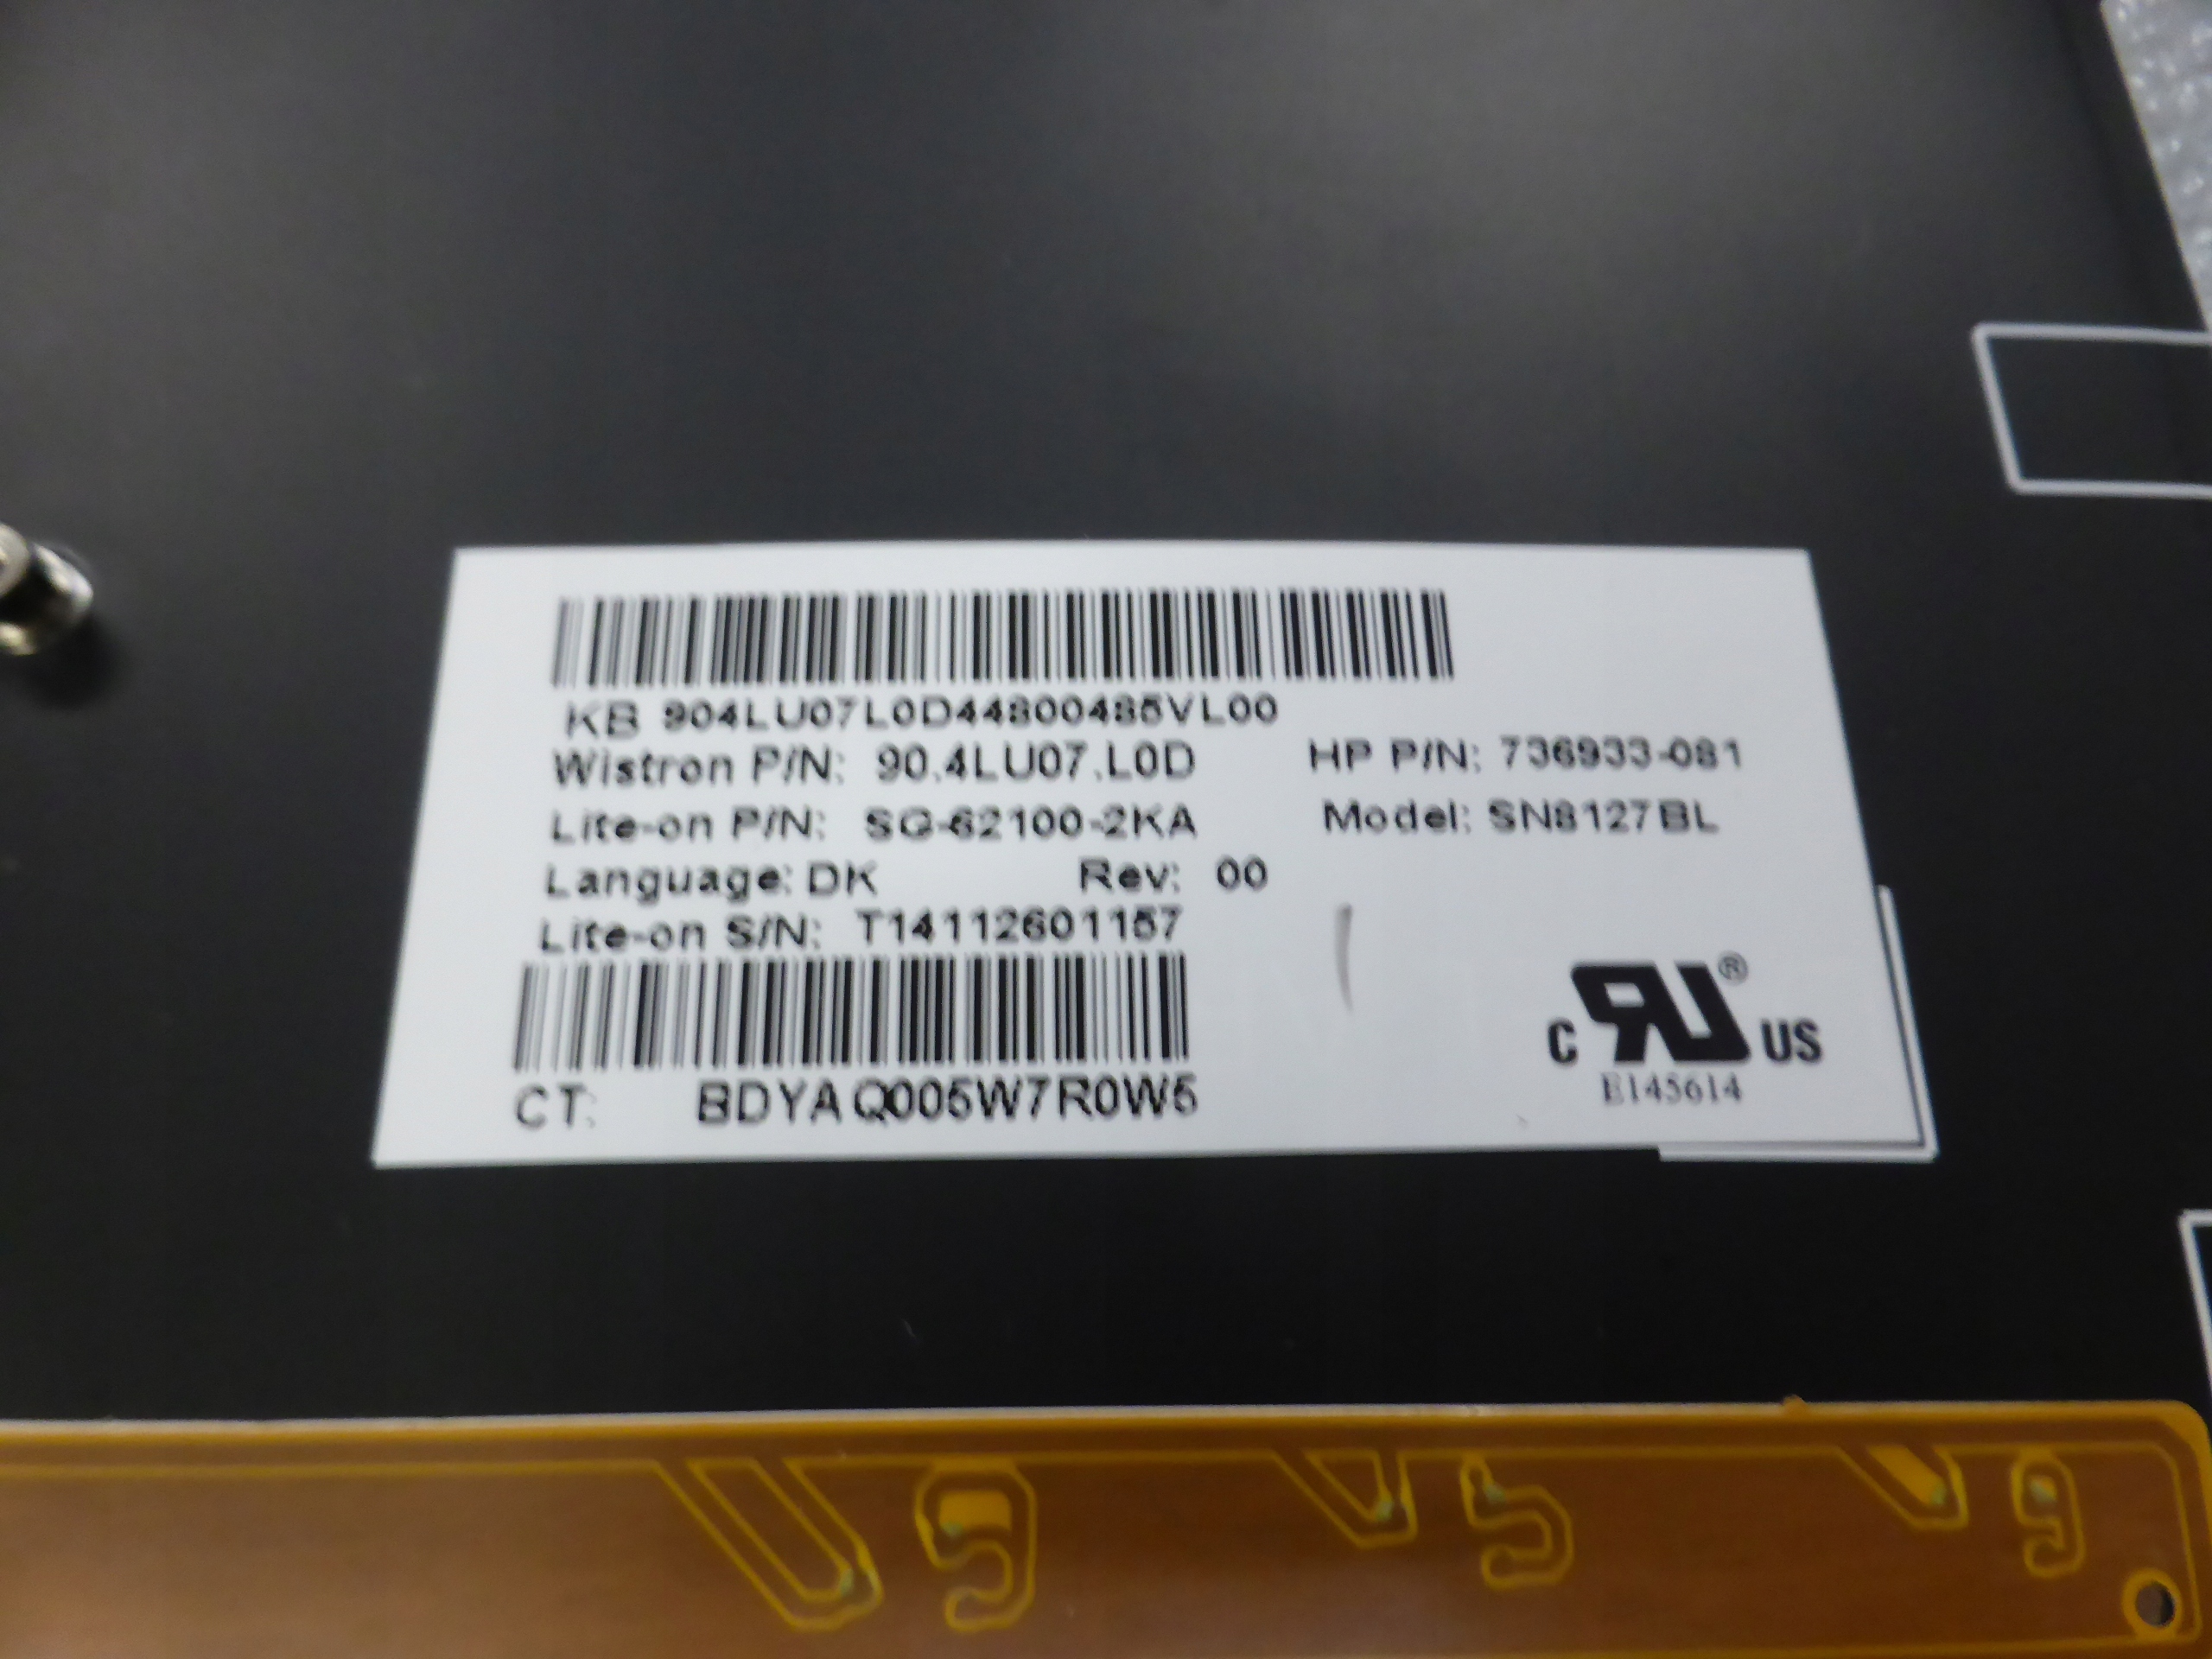 KB 904LU07L0D44800485VL00
Wistron P/N: 90.4LU07.L0D HP P/N: 736933-081
Lite-on P/N: SG-62100-2KA Model: SN8127BL
Language: DK Rev: 00
Lite-on S/N: T14112601157
CT: BDYAQ005W7R0W5
C RU® US
E145614